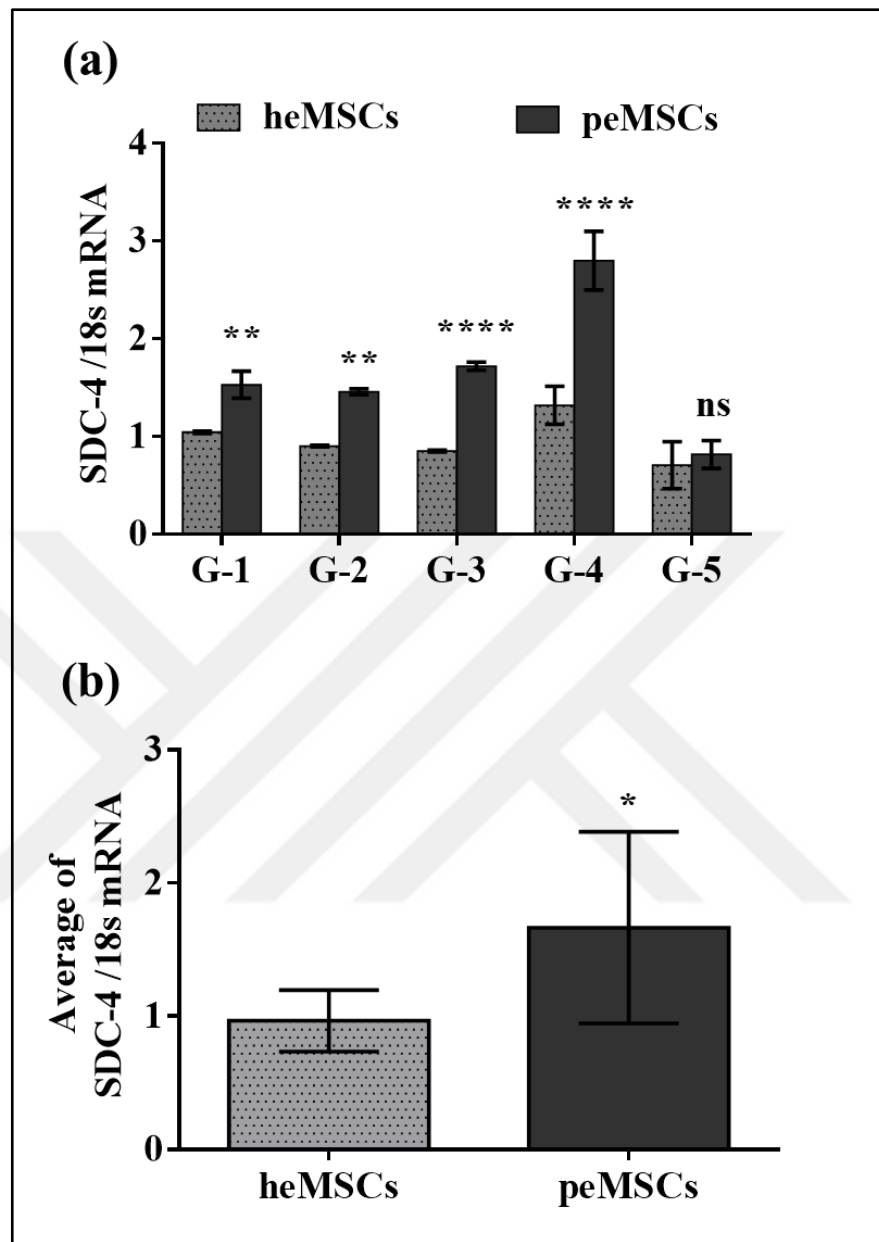 (a)
heMSCs peMSCs
SDC-4 /18s mRNA
4
3
2
1
0
** ** **** **** ns
G-1 G-2 G-3 G-4 G-5
(b)
Average of
SDC-4 /18s mRNA
3
2
1
0
*
heMSCs peMSCs